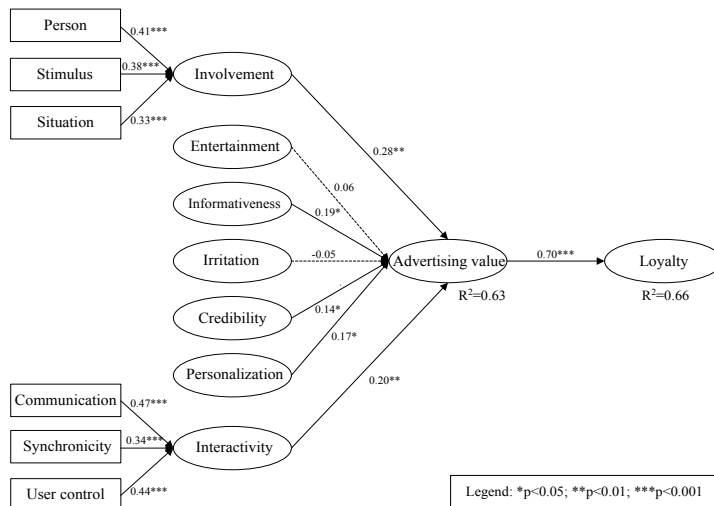 Person
0.41***
Stimulus
0.38***
Involvement
Situation
0.33***
Entertainment
0.28**
0.06
Informativeness
0.19*
Irritation
-0.05
Advertising value
0.70***
Loyalty
R²=0.63
R²=0.66
Credibility
0.14*
0.17*
Personalization
0.20**
Communication
0.47***
Synchronicity
0.34***
Interactivity
User control
0.44***
Legend: *p<0.05; **p<0.01; ***p<0.001